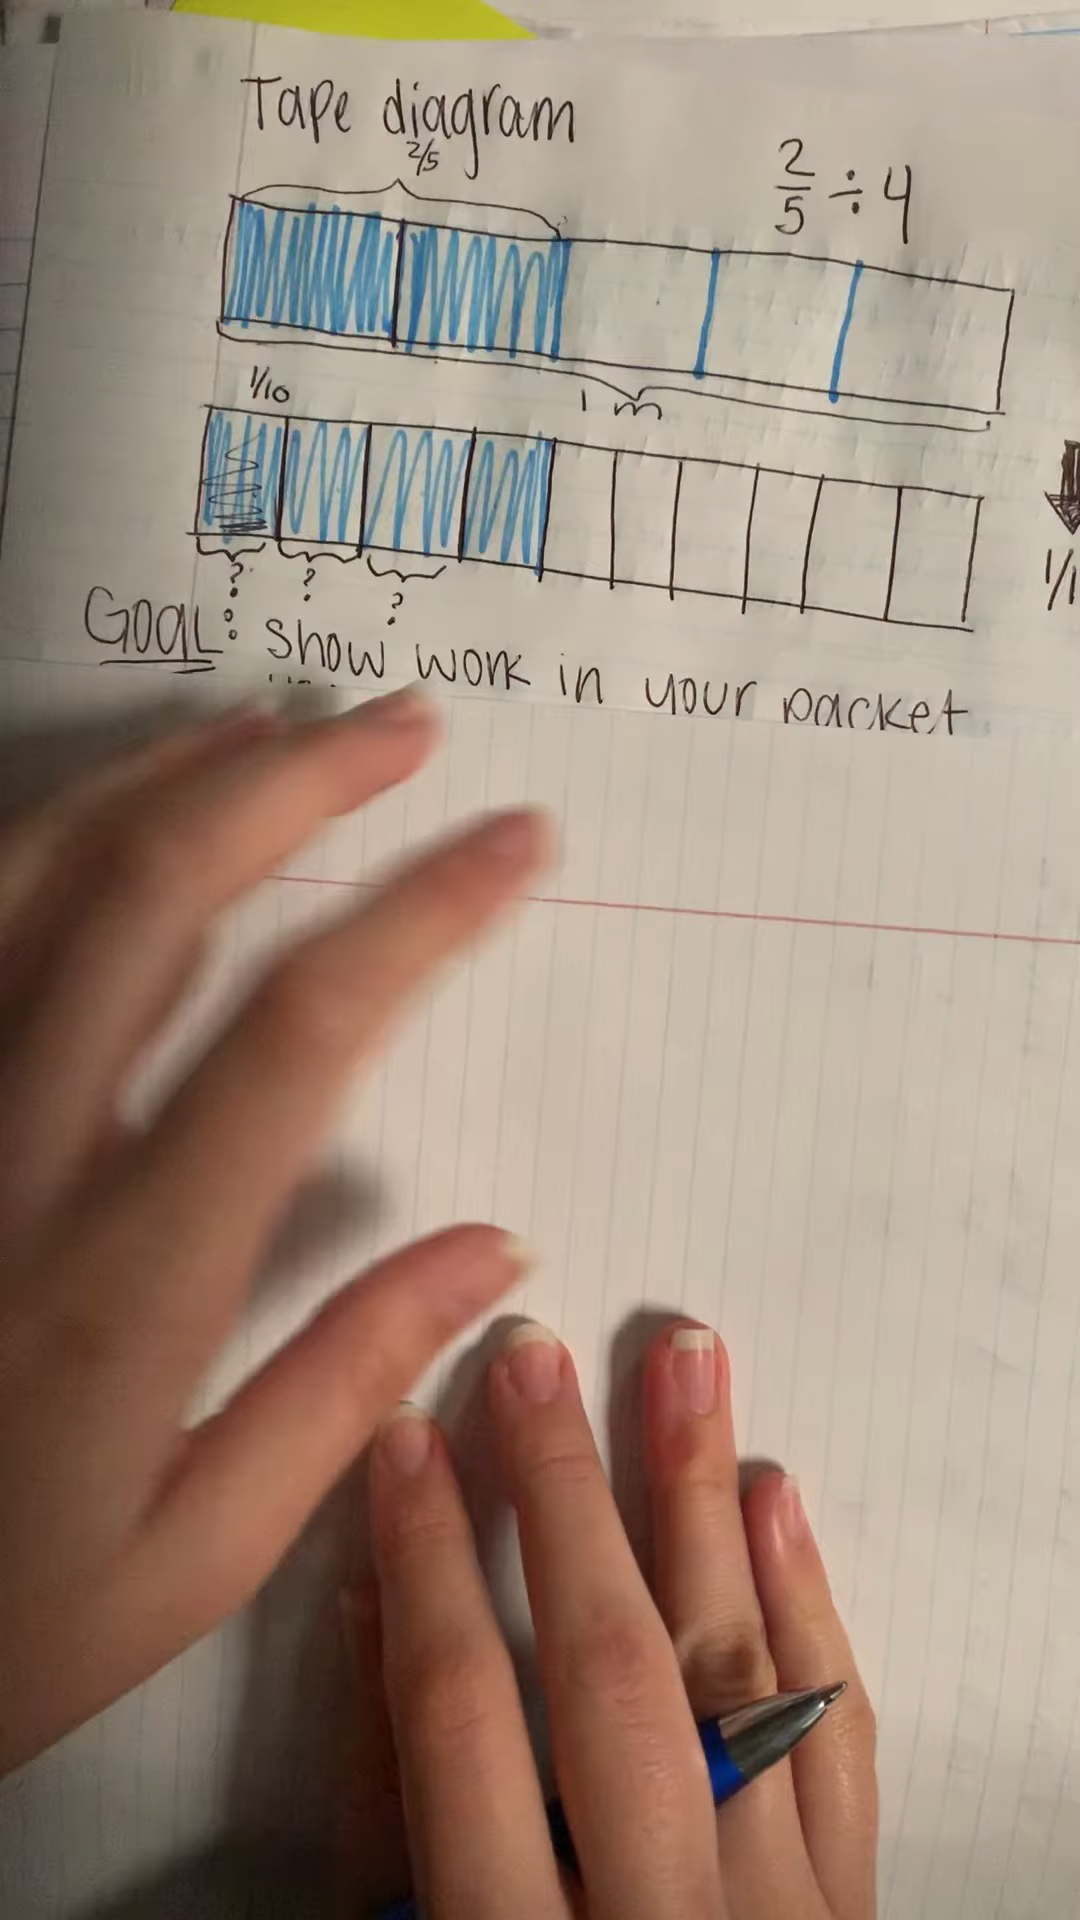 Tape diagram
2/5
2/5 ÷ 4
1 m
1/10
? ? ?
Goal: Show work in your packet